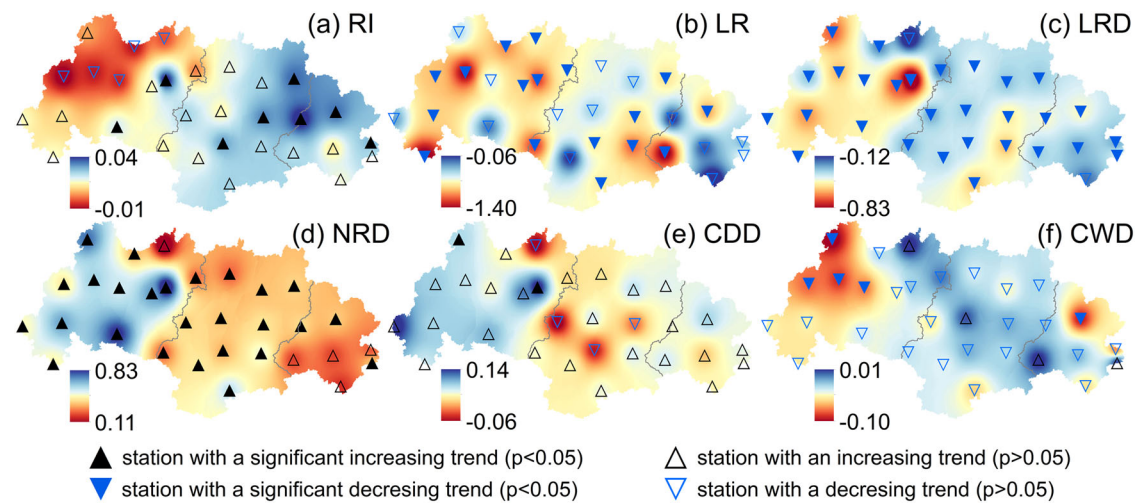 (a) RI
(b) LR
(c) LRD
0.04
-0.01
-0.06
-1.40
-0.12
-0.83
(d) NRD
(e) CDD
(f) CWD
0.83
0.11
0.14
-0.06
0.01
-0.10
station with a significant increasing trend (p<0.05)
station with an increasing trend (p>0.05)
station with a significant decresing trend (p<0.05)
station with a decresing trend (p>0.05)